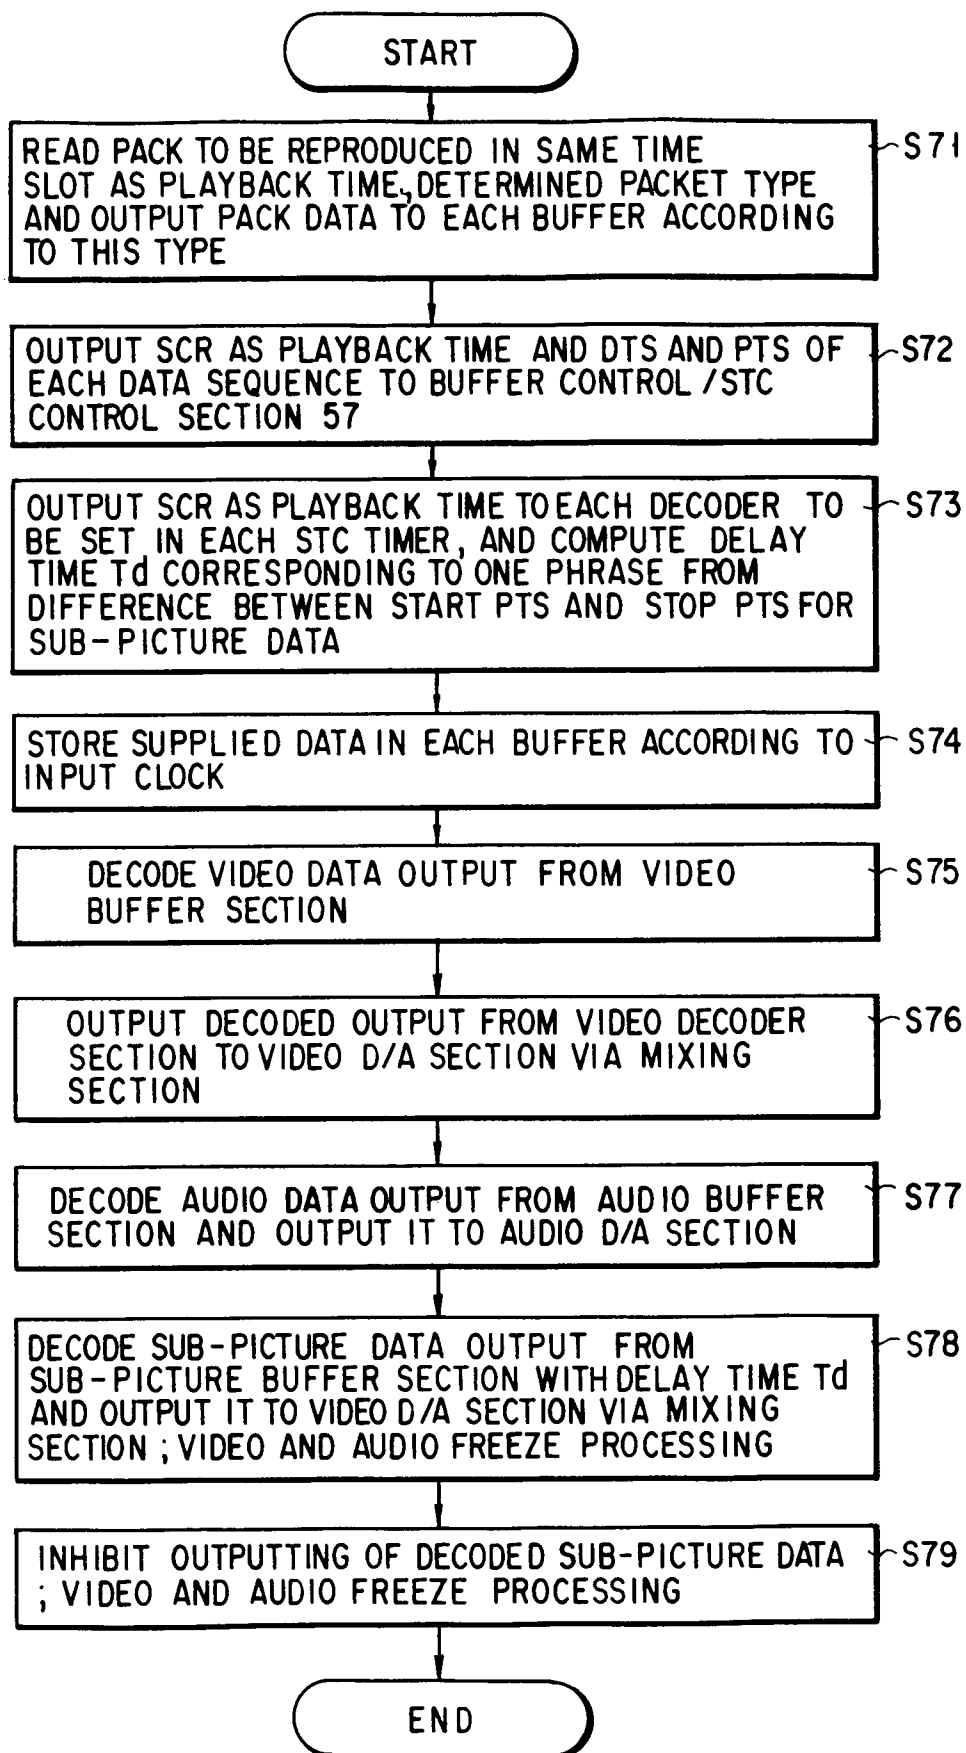 START
READ PACK TO BE REPRODUCED IN SAME TIME
SLOT AS PLAYBACK TIME, DETERMINED PACKET TYPE
AND OUTPUT PACK DATA TO EACH BUFFER ACCORDING
TO THIS TYPE
S71
OUTPUT SCR AS PLAYBACK TIME AND DTS AND PTS OF
EACH DATA SEQUENCE TO BUFFER CONTROL /STC
CONTROL SECTION 57
S72
OUTPUT SCR AS PLAYBACK TIME TO EACH DECODER TO
BE SET IN EACH STC TIMER, AND COMPUTE DELAY
TIME Td CORRESPONDING TO ONE PHRASE FROM
DIFFERENCE BETWEEN START PTS AND STOP PTS FOR
SUB-PICTURE DATA
S73
STORE SUPPLIED DATA IN EACH BUFFER ACCORDING TO
INPUT CLOCK
S74
DECODE VIDEO DATA OUTPUT FROM VIDEO
BUFFER SECTION
S75
OUTPUT DECODED OUTPUT FROM VIDEO DECODER
SECTION TO VIDEO D/A SECTION VIA MIXING
SECTION
S76
DECODE AUDIO DATA OUTPUT FROM AUDIO BUFFER
SECTION AND OUTPUT IT TO AUDIO D/A SECTION
S77
DECODE SUB-PICTURE DATA OUTPUT FROM
SUB-PICTURE BUFFER SECTION WITH DELAY TIME Td
AND OUTPUT IT TO VIDEO D/A SECTION VIA MIXING
SECTION ; VIDEO AND AUDIO FREEZE PROCESSING
S78
INHIBIT OUTPUTTING OF DECODED SUB-PICTURE DATA
; VIDEO AND AUDIO FREEZE PROCESSING
S79
END